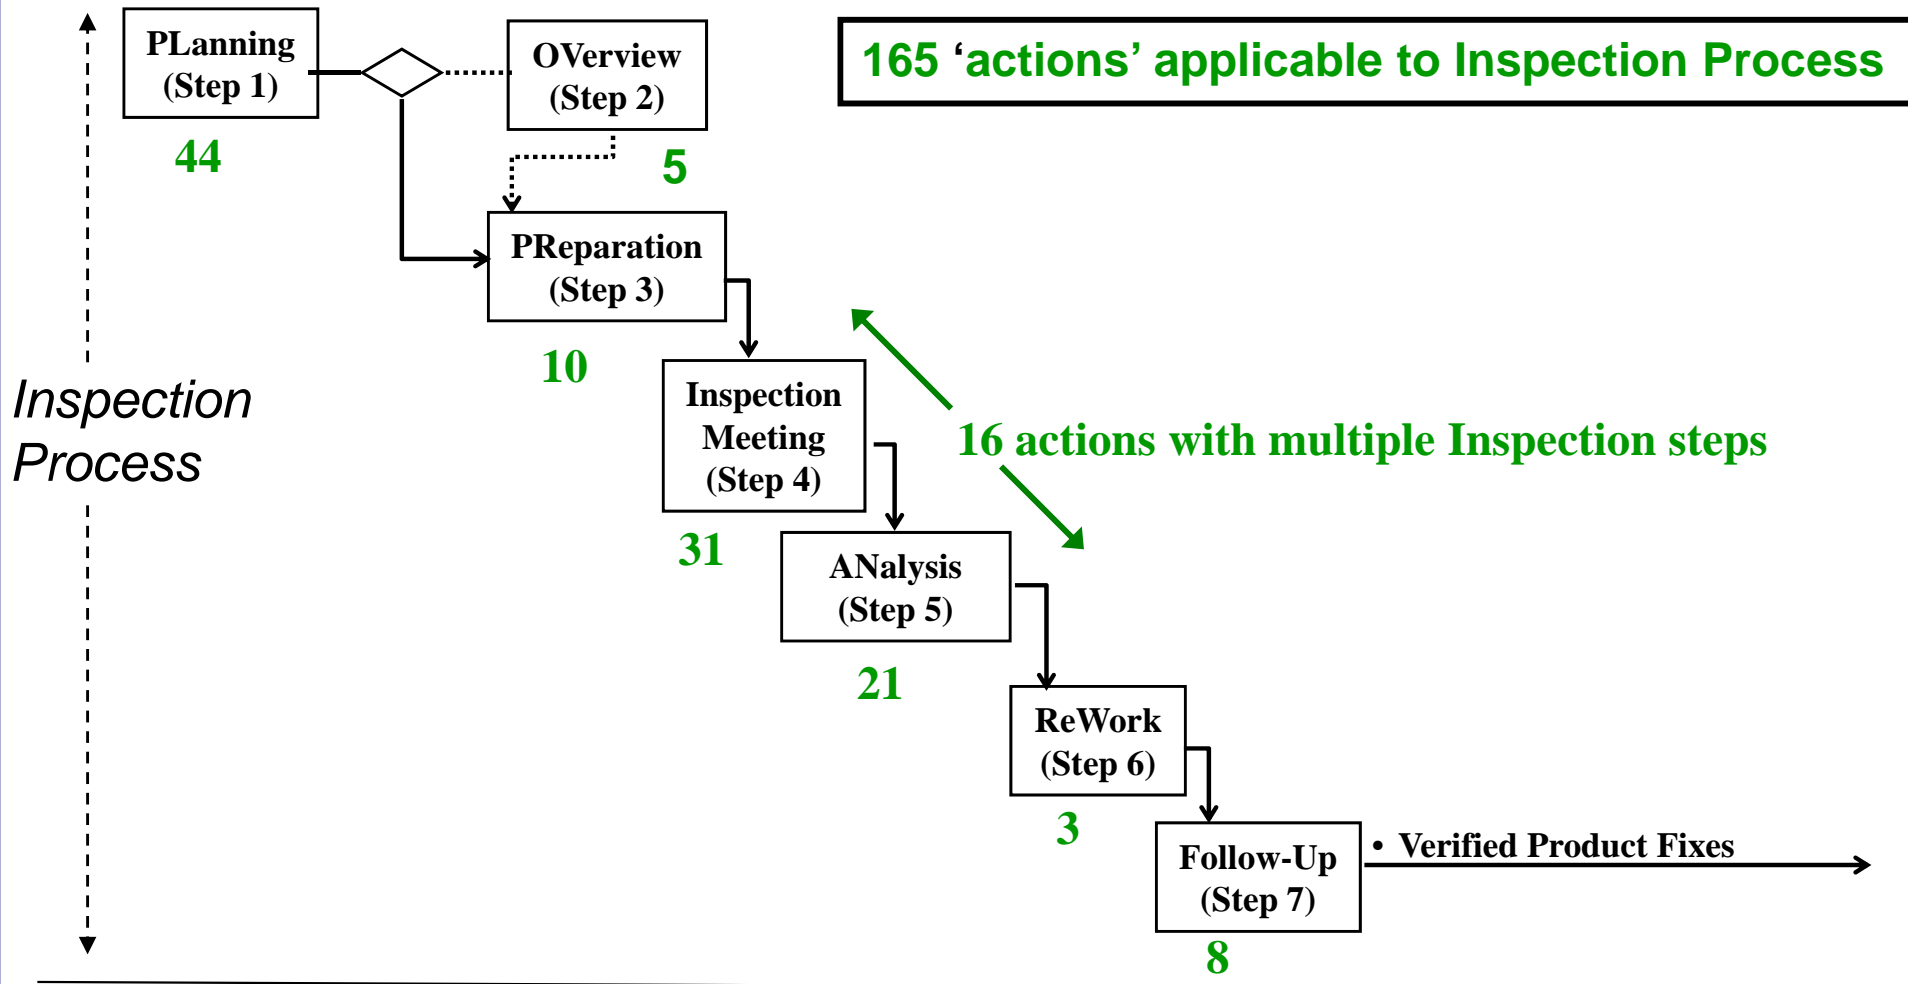 PLanning
(Step 1)
OVerview
(Step 2)
165 ‘actions’ applicable to Inspection Process
44
5
PReparation
(Step 3)
10
Inspection
Process
Inspection
Meeting
(Step 4)
16 actions with multiple Inspection steps
31
ANalysis
(Step 5)
21
ReWork
(Step 6)
3
Follow-Up
(Step 7)
• Verified Product Fixes
8